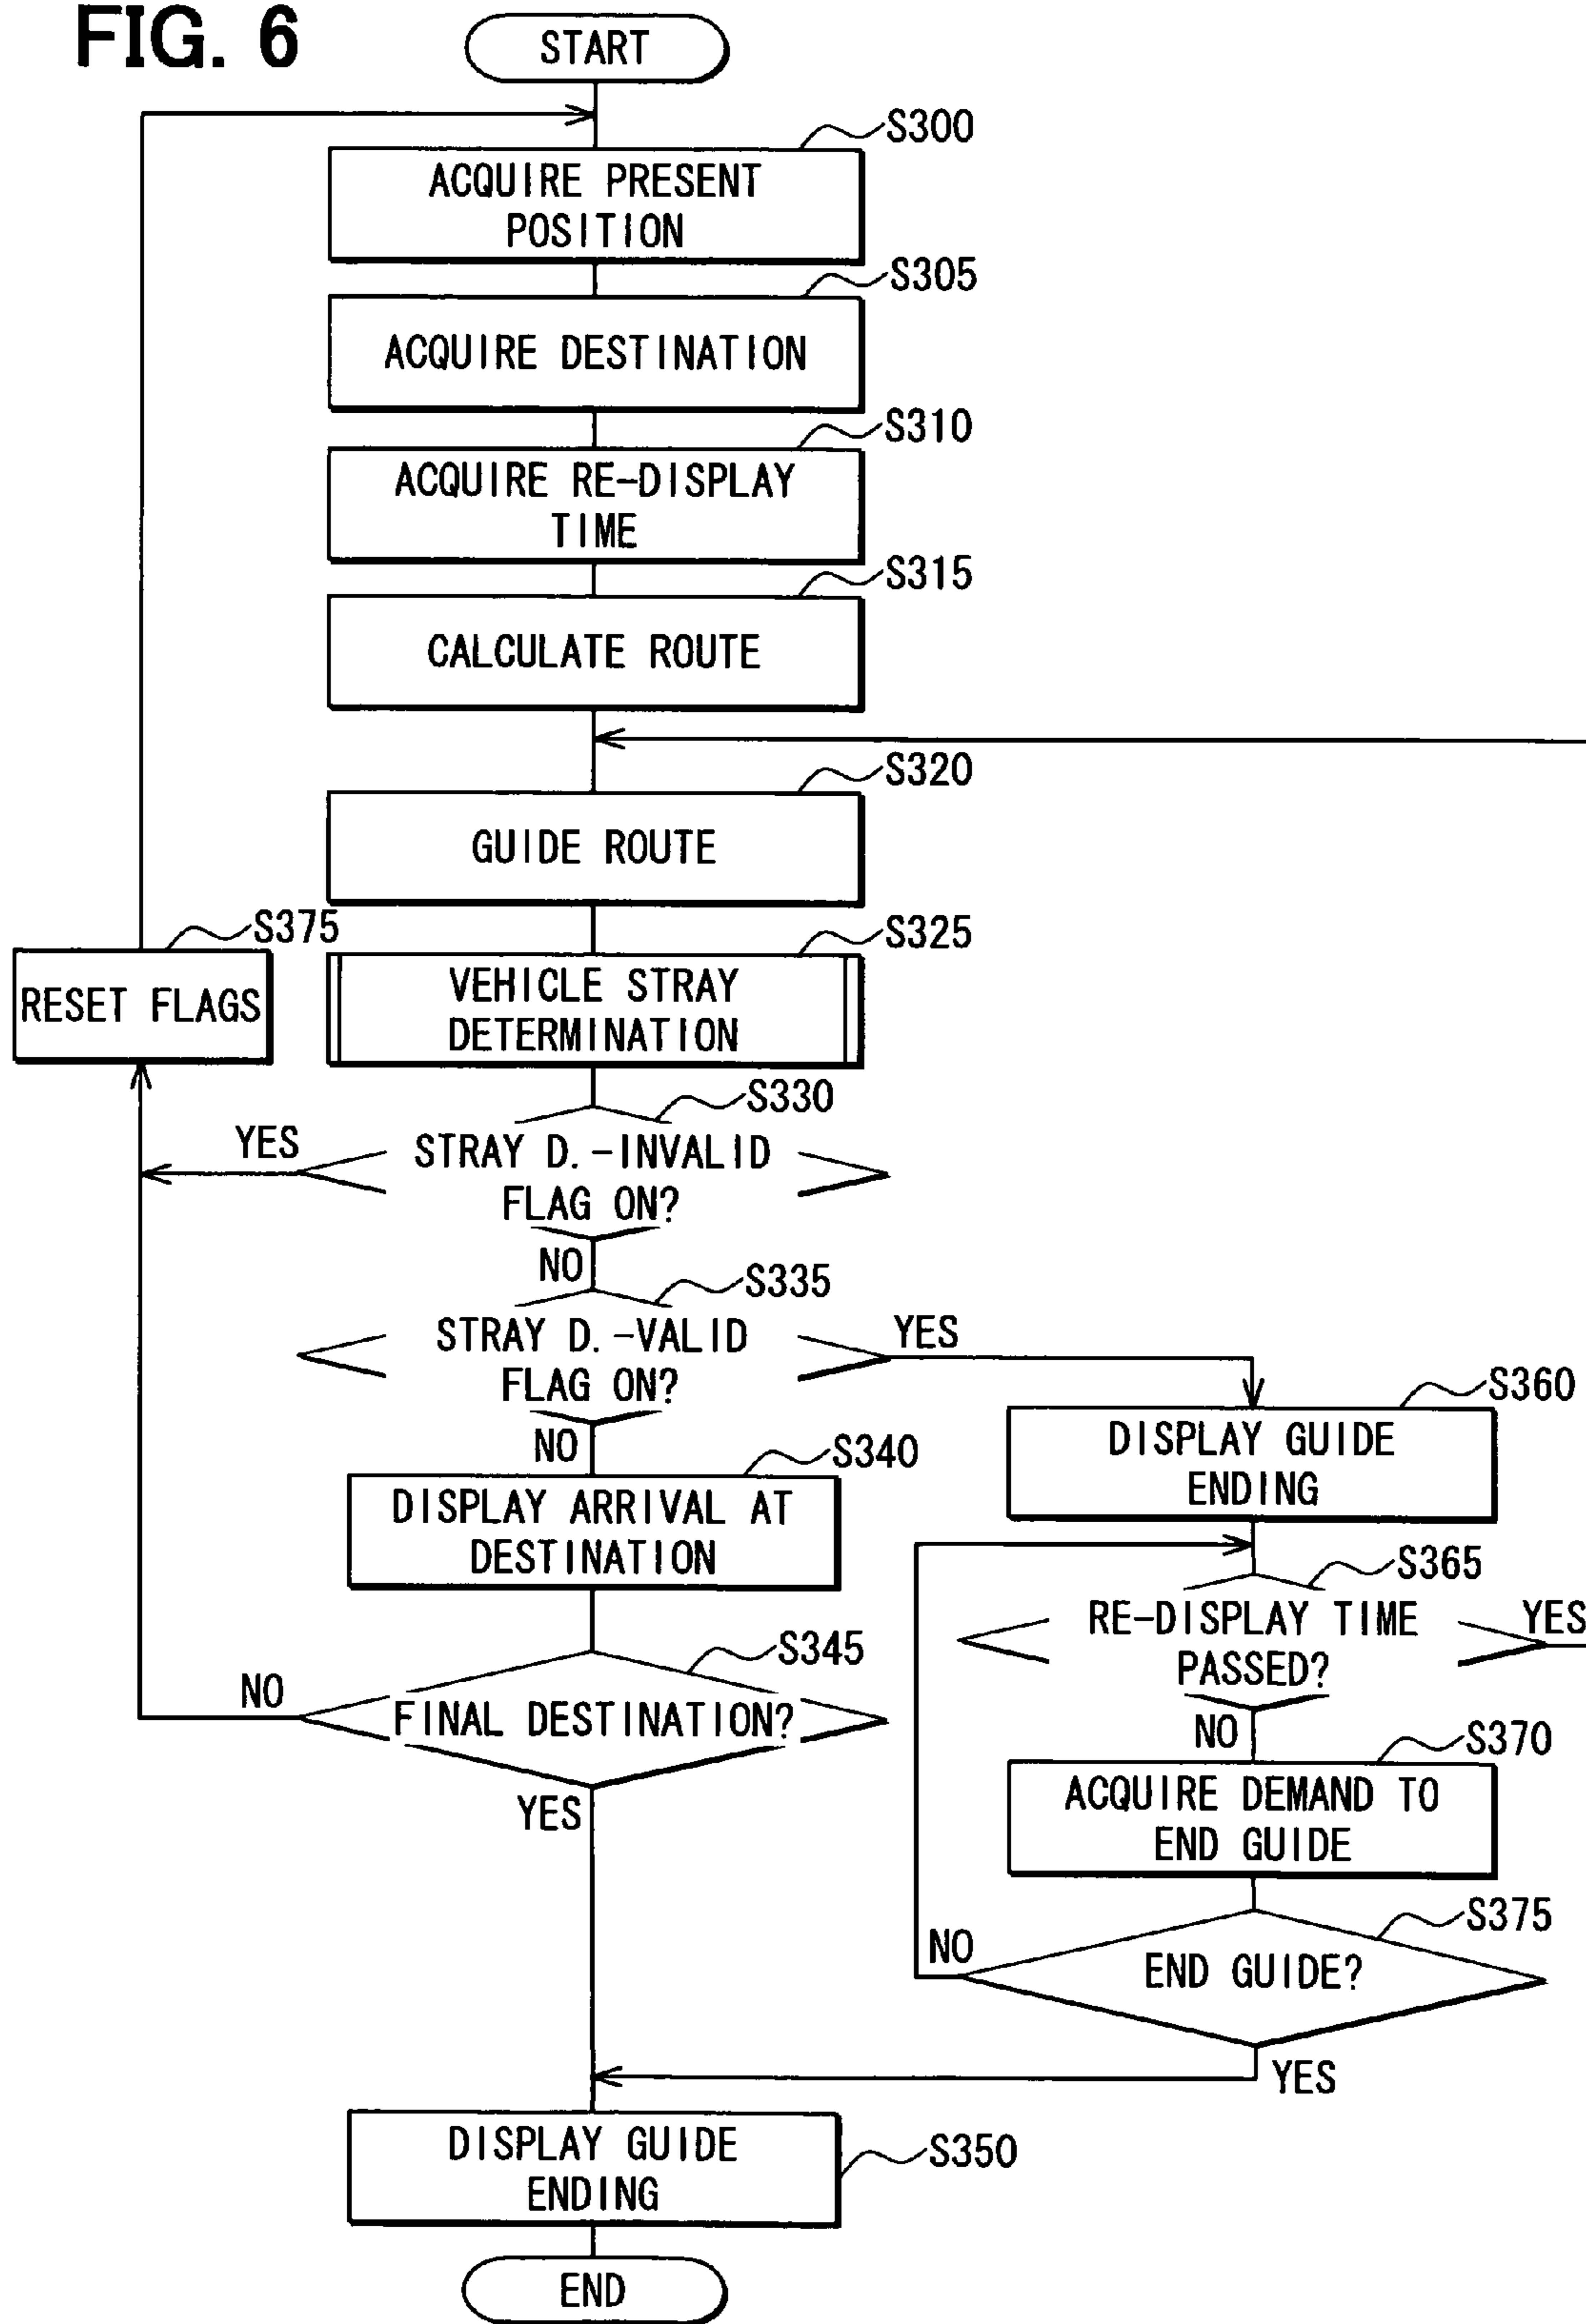 FIG. 6
START
S300
ACQUIRE PRESENT
POSITION
S305
ACQUIRE DESTINATION
S310
ACQUIRE RE-DISPLAY
TIME
S315
CALCULATE ROUTE
S320
GUIDE ROUTE
S375
RESET FLAGS
S325
VEHICLE STRAY
DETERMINATION
S330
YES
STRAY D.-INVALID
FLAG ON?
NO
S335
STRAY D.-VALID
FLAG ON?
YES
NO
S340
DISPLAY ARRIVAL AT
DESTINATION
S345
NO
FINAL DESTINATION?
YES
S360
DISPLAY GUIDE
ENDING
S365
RE-DISPLAY TIME
PASSED?
YES
NO
S370
ACQUIRE DEMAND TO
END GUIDE
S375
NO
END GUIDE?
YES
DISPLAY GUIDE
ENDING
S350
END